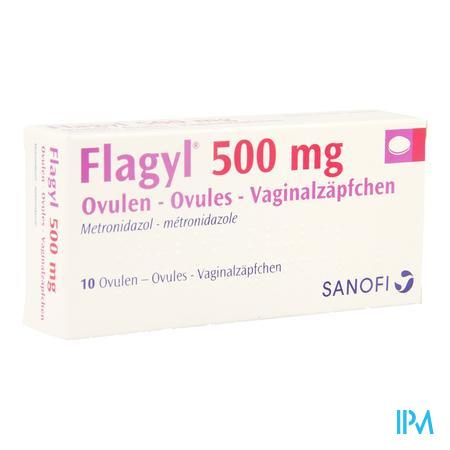 Flagyl® 500 mg
Ovulen - Ovules - Vaginalzäpfchen
Metronidazol - métronidazole
10 Ovulen – Ovules - Vaginalzäpfchen
SANOFI
Flagyl 500 mg
Ovulen - Ovules - Vaginalzäpfchen
IPM